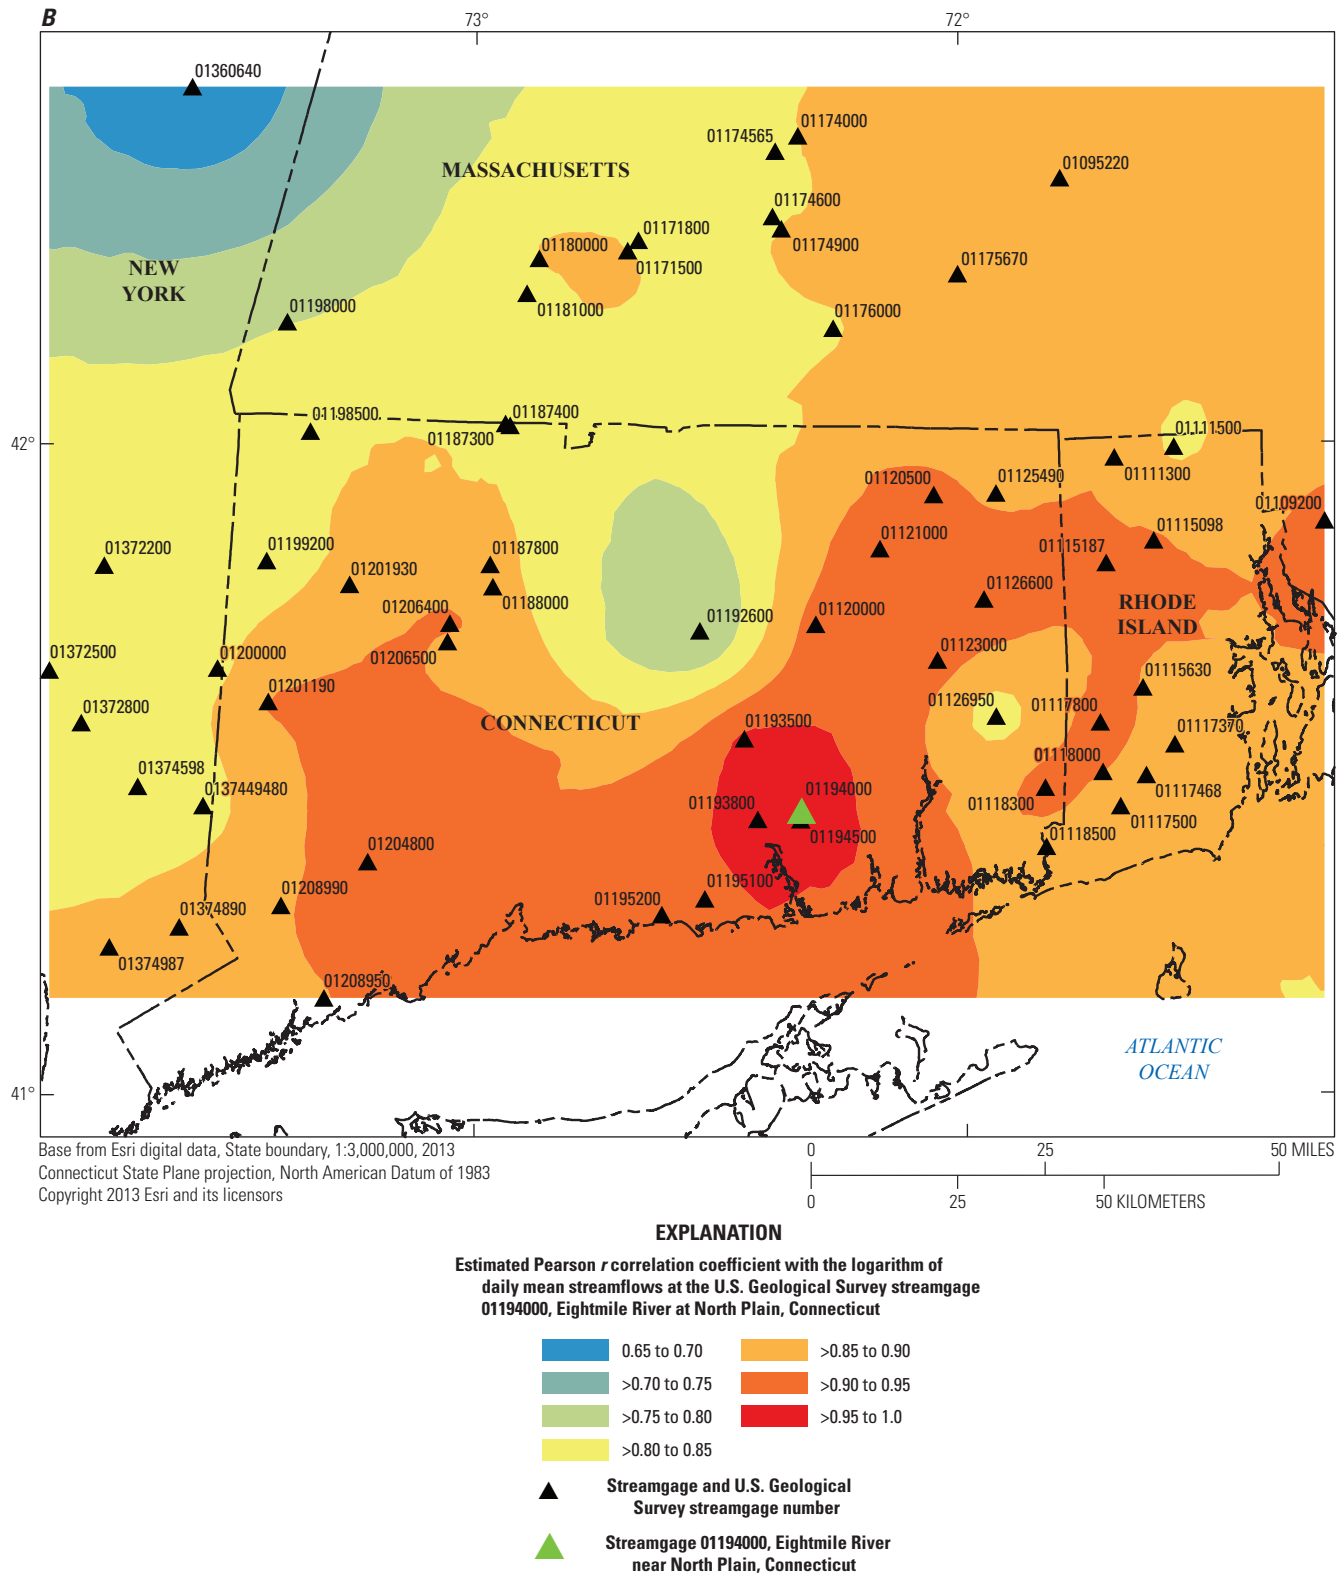 B
73°
72°
01360640
01174000
01174565
MASSACHUSETTS
01095220
01174600
01171800
01180000
01174900
01171500
01175670
NEW
YORK
01198000
01181000
01176000
01198500
01187400
01187300
42°
01111500
01111300
01120500
01125490
01109200
01115098
01121000
01115187
01372200
01199200
01187800
01201930
01188000
01206400
01126600
RHODE
ISLAND
01192600
01120000
01206500
01123000
01372500
01200000
01201190
01115630
01126950
01117800
01372800
CONNECTICUT
01193500
01117370
01118000
01374598
0137449480
01194000
01117468
01193800
01118300
01117500
01194500
01118500
01204800
01208990
01195100
01195200
01374890
01374987
01208950
ATLANTIC
OCEAN
41°
Base from Esri digital data, State boundary, 1:3,000,000, 2013
Connecticut State Plane projection, North American Datum of 1983
Copyright 2013 Esri and its licensors
0 25 50 MILES
0 25 50 KILOMETERS
EXPLANATION
Estimated Pearson r correlation coefficient with the logarithm of
daily mean streamflows at the U.S. Geological Survey streamgage
01194000, Eightmile River at North Plain, Connecticut
0.65 to 0.70
>0.70 to 0.75
>0.75 to 0.80
>0.80 to 0.85
>0.85 to 0.90
>0.90 to 0.95
>0.95 to 1.0
Streamgage and U.S. Geological
Survey streamgage number
Streamgage 01194000, Eightmile River
near North Plain, Connecticut